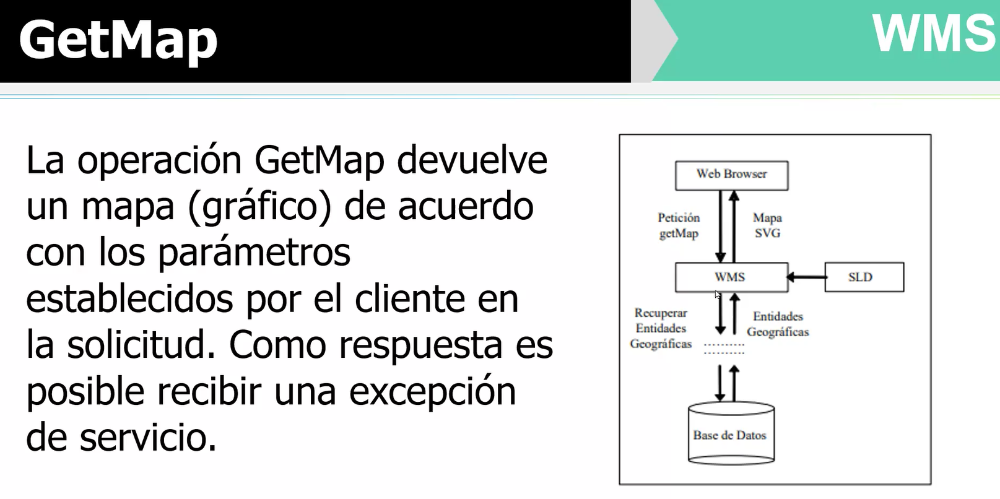 GetMap
WMS
La operación GetMap devuelve
un mapa (gráfico) de acuerdo
con los parámetros
establecidos por el cliente en
la solicitud. Como respuesta es
posible recibir una excepción
de servicio.
Web Browser
Petición
getMap
Mapa
SVG
WMS
SLD
Recuperar
Entidades
Geográficas
Entidades
Geográficas
Base de Datos